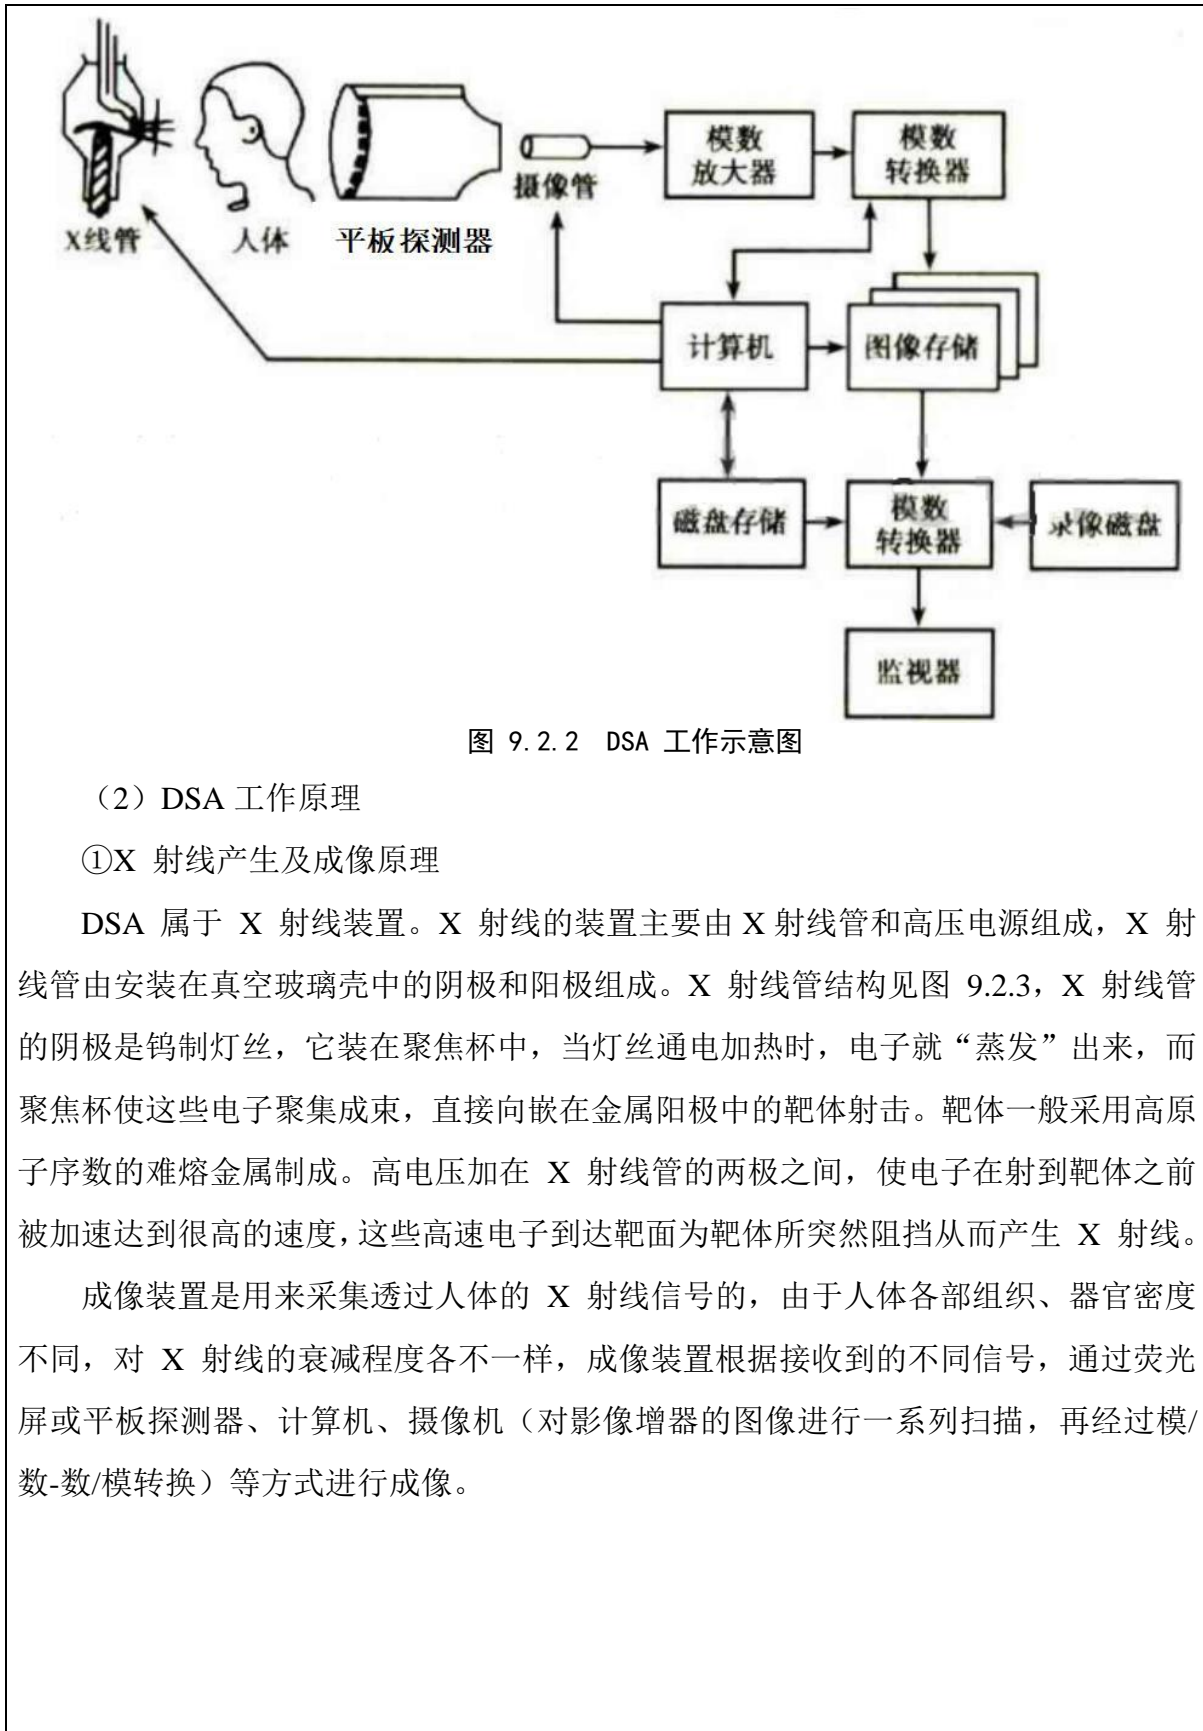 模数
放大器
模数
转换器
摄像管
X线管
人体
平板探测器
计算机
图像存储
磁盘存储
模数
转换器
录像磁盘
监视器
图 9.2.2 DSA 工作示意图
（2）DSA 工作原理
①X 射线产生及成像原理
DSA 属于 X 射线装置。X 射线的装置主要由 X 射线管和高压电源组成，X 射
线管由安装在真空玻璃壳中的阴极和阳极组成。X 射线管结构见图 9.2.3，X 射线管
的阴极是钨制灯丝，它装在聚焦杯中，当灯丝通电加热时，电子就“蒸发”出来，而
聚焦杯使这些电子聚集成束，直接向嵌在金属阳极中的靶体射击。靶体一般采用高原
子序数的难熔金属制成。高电压加在 X 射线管的两极之间，使电子在射到靶体之前
被加速达到很高的速度，这些高速电子到达靶面为靶体所突然阻挡从而产生 X 射线。
成像装置是用来采集透过人体的 X 射线信号的，由于人体各部组织、器官密度
不同，对 X 射线的衰减程度各不一样，成像装置根据接收到的不同信号，通过荧光
屏或平板探测器、计算机、摄像机（对影像增器的图像进行一系列扫描，再经过模/
数-数/模转换）等方式进行成像。